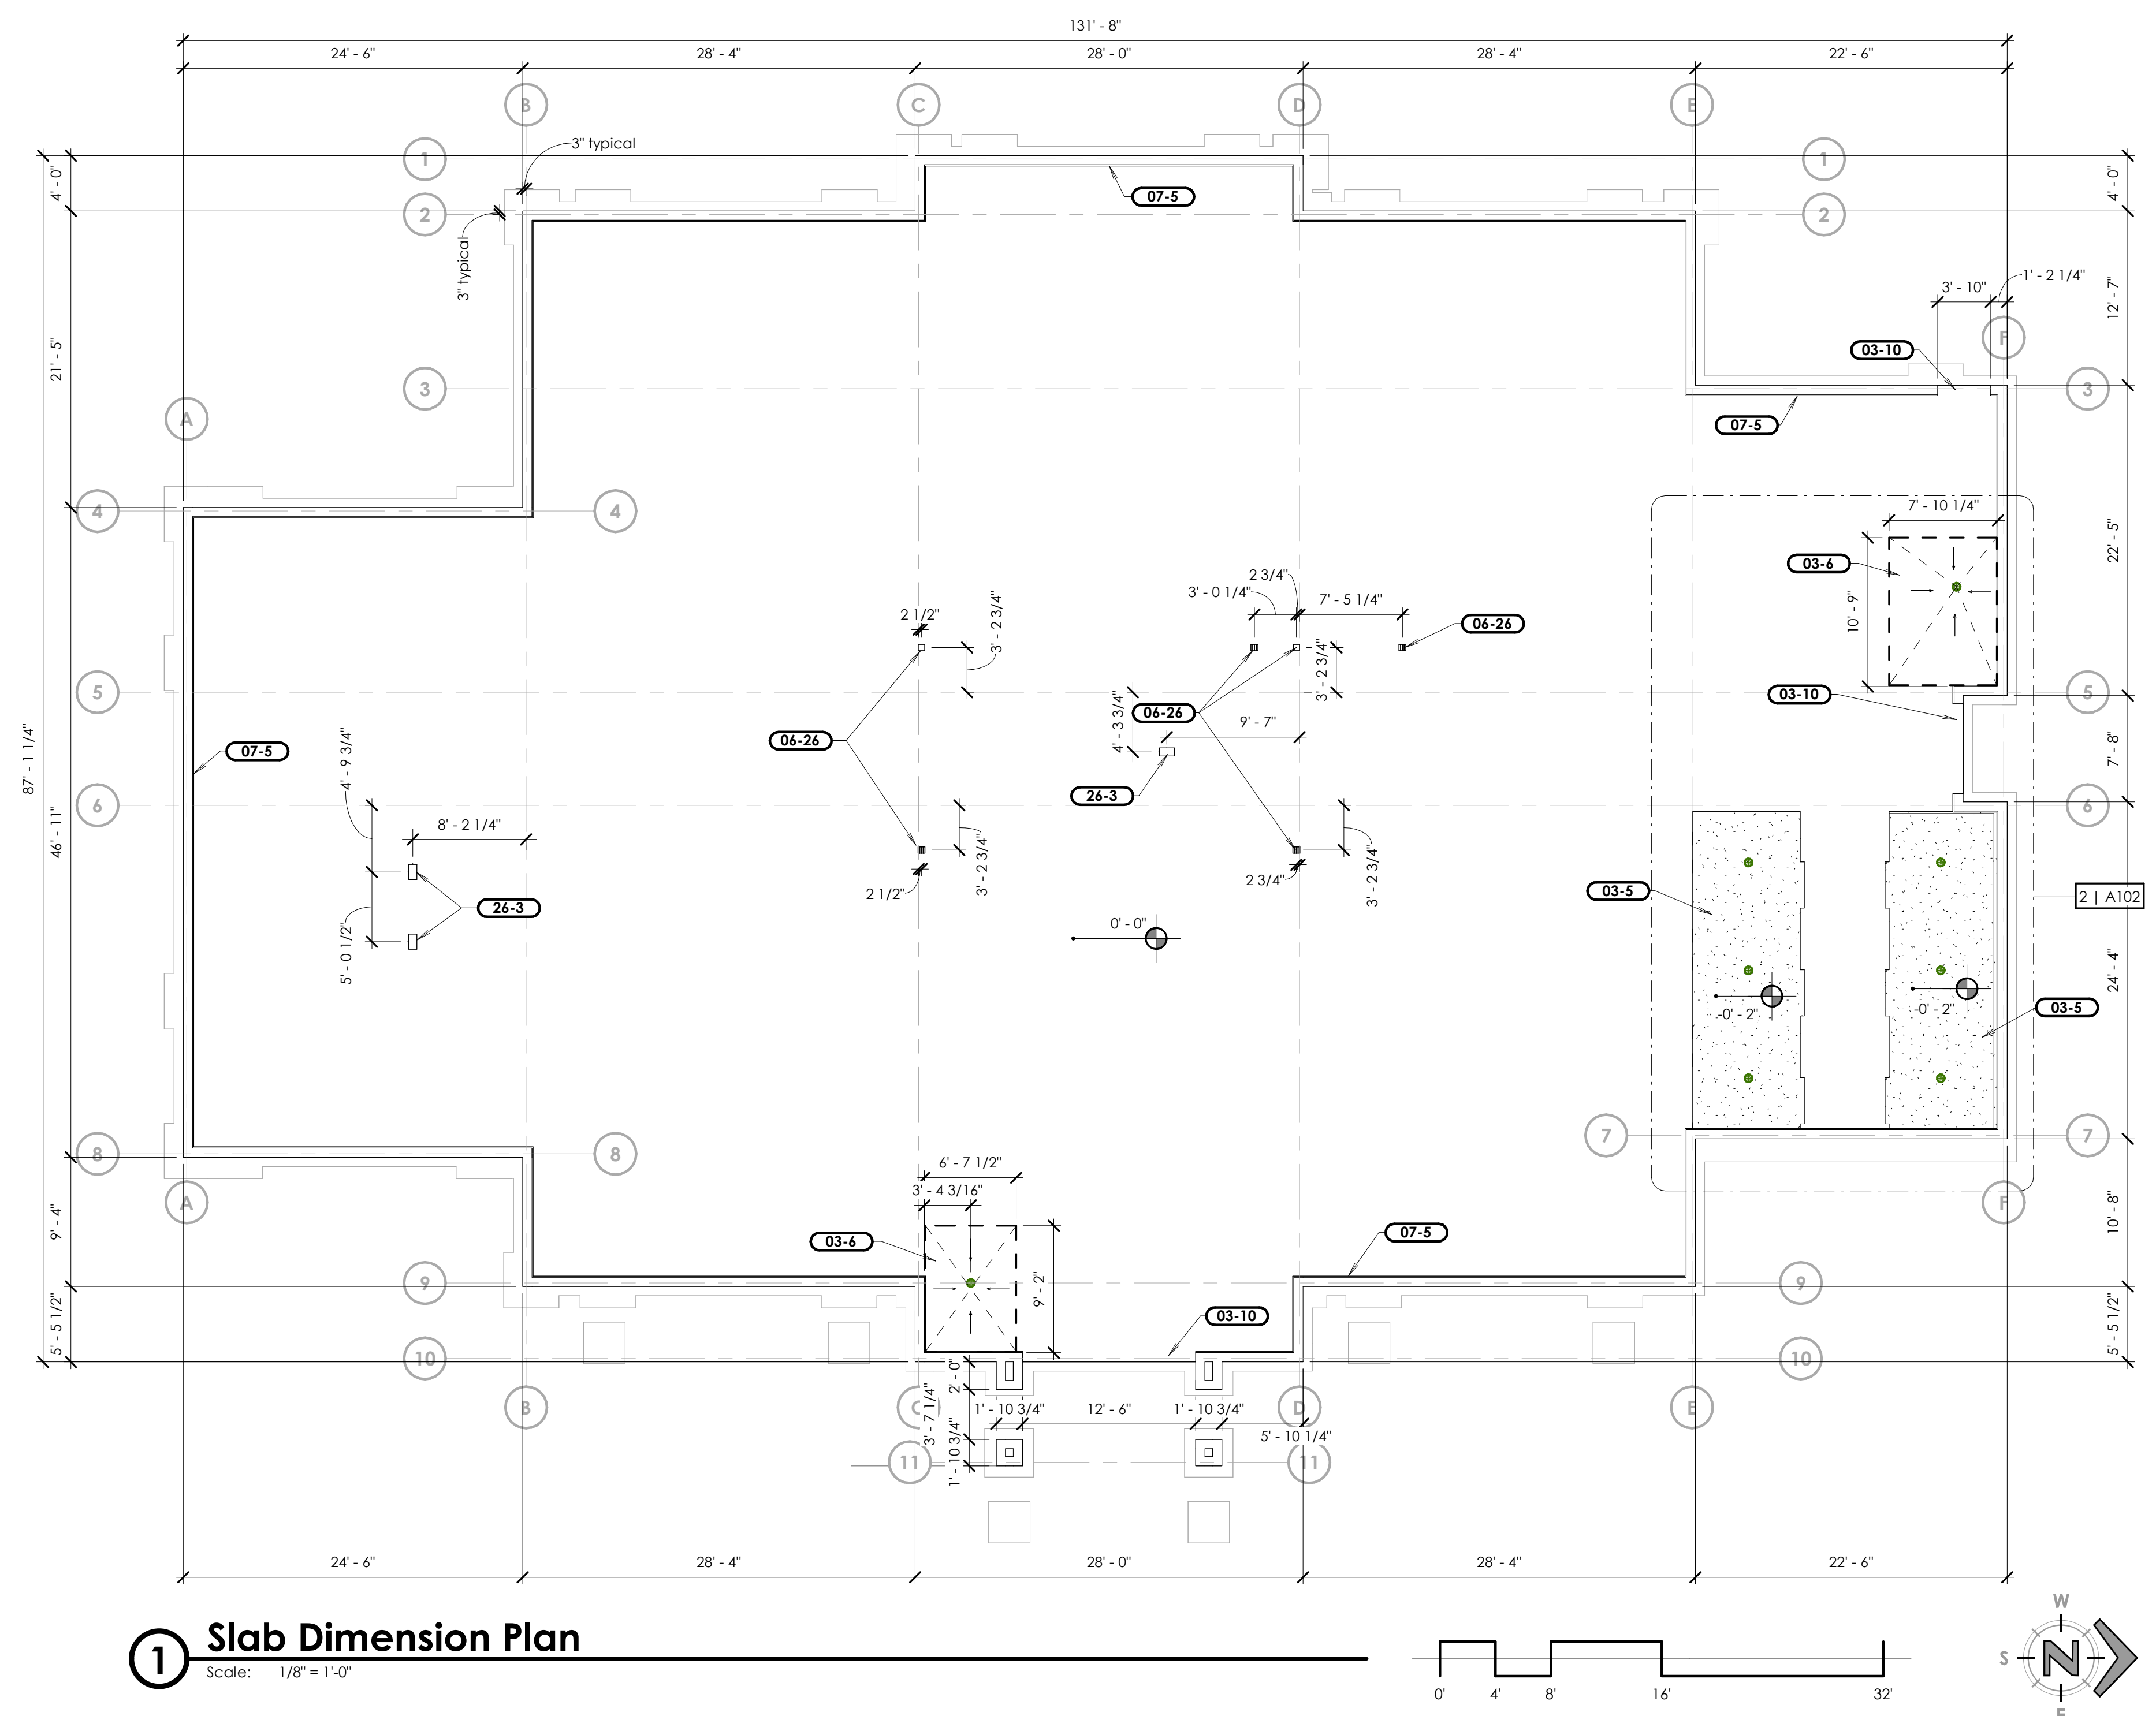 131' - 8"
24' - 6" 28' - 4" 28' - 0" 28' - 4" 22' - 6"
B C D E
3" typical
1 1
4' - 0" 4' - 0"
07-5
2 2
3" typical
1' - 2 1/4"
3' - 10"
12' - 7"
F
21' - 5"
03-10
3 3
A
07-5
4 4
7' - 10 1/4"
22' - 5"
03-6
2 3/4"
3' - 0 1/4" 7' - 5 1/4"
10' - 9"
2 1/2" 3' - 2 3/4"
06-26
3' - 2 3/4"
5 5
03-10
06-26
4' - 3 3/4"
9' - 7"
06-26
87' - 1 1/4"
07-5
4' - 9 3/4"
7' - 8"
26-3
6 6
46' - 11"
8' - 2 1/4"
3' - 2 3/4"
3' - 2 3/4"
2 1/2" 2 3/4"
03-5
2 | A102
26-3
0' - 0"
5' - 0 1/2"
24' - 4"
-0' - 2" -0' - 2"
03-5
7 7
8 8
6' - 7 1/2"
3' - 4 3/16"
A F
9' - 4" 10' - 8"
07-5
03-6
9 9
9' - 2"
03-10
5' - 5 1/2" 5' - 5 1/2"
10 10
2' - 0"
B C D E
3' - 7 1/4"
1' - 10 3/4" 12' - 6" 1' - 10 3/4"
5' - 10 1/4"
1' - 10 3/4"
11 11
24' - 6" 28' - 4" 28' - 0" 28' - 4" 22' - 6"
1 Slab Dimension Plan
Scale: 1/8" = 1'-0"
0' 4' 8' 16' 32'
W
S N
E